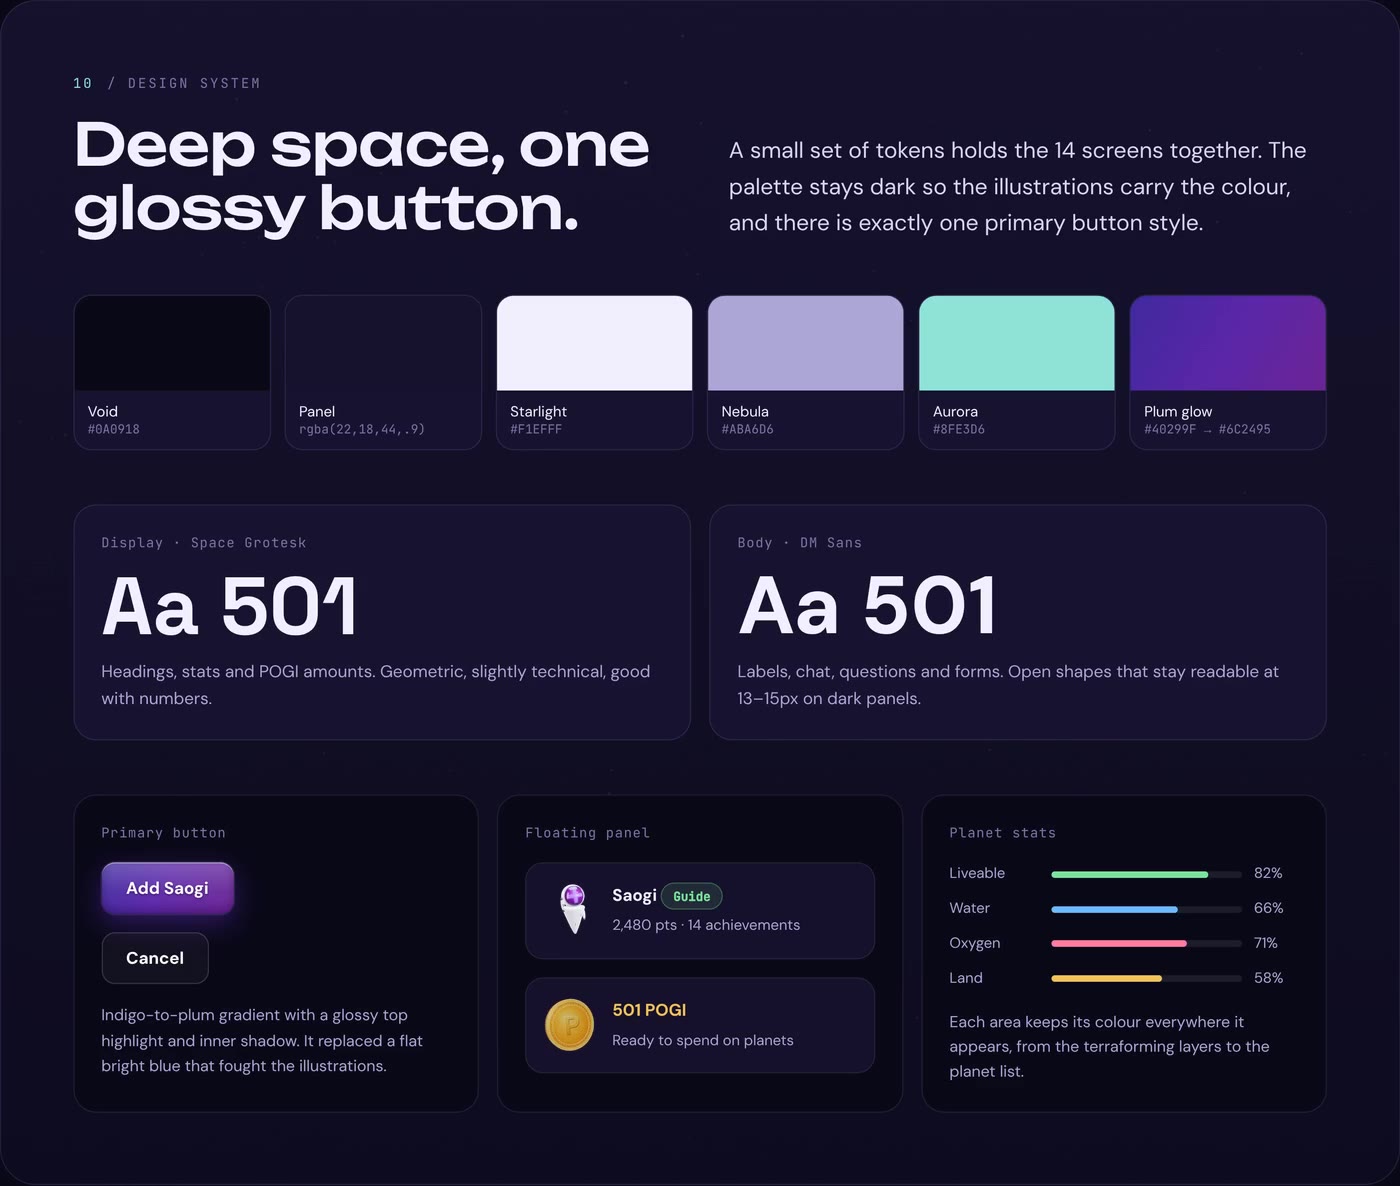 10 / DESIGN SYSTEM
Deep space, one
glossy button.
A small set of tokens holds the 14 screens together. The
palette stays dark so the illustrations carry the colour,
and there is exactly one primary button style.
Void
#0A0918
Panel
rgba(22,18,44,.9)
Starlight
#F1EFFF
Nebula
#ABA6D6
Aurora
#8FE3D6
Plum glow
#40299F → #6C2495
Display · Space Grotesk
Aa 501
Headings, stats and POGI amounts. Geometric, slightly technical, good
with numbers.
Body · DM Sans
Aa 501
Labels, chat, questions and forms. Open shapes that stay readable at
13–15px on dark panels.
Primary button
Add Saogi
Cancel
Indigo-to-plum gradient with a glossy top
highlight and inner shadow. It replaced a flat
bright blue that fought the illustrations.
Floating panel
Saogi Guide
2,480 pts · 14 achievements
P
501 POGI
Ready to spend on planets
Planet stats
Liveable 82%
Water 66%
Oxygen 71%
Land 58%
Each area keeps its colour everywhere it
appears, from the terraforming layers to the
planet list.